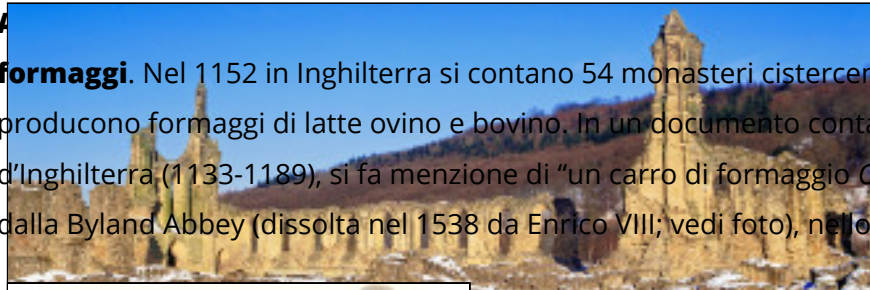 formaggi. Nel 1152 in Inghilterra si contano 54 monasteri
producono formaggi di latte ovino e bovino. In un documento
d'Inghilterra (1133-1189), si fa menzione di “un carro di formaggio
dalla Byland Abbey (dissolta nel 1538 da Enrico VIII; vedi foto), nello